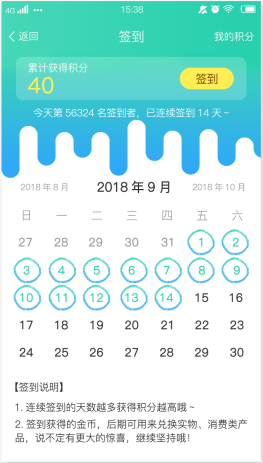 4G 15:38
返回 签到 我的积分
累计获得积分
40
签到
今天第 56324 名签到者，已连续签到 14 天 ~
2018 年 8 月 2018 年 9 月 2018 年 10 月
日 一 二 三 四 五 六
27 28 29 30 31 1 2
3 4 5 6 7 8 9
10 11 12 13 14 15 16
17 18 19 20 21 22 23
24 25 26 27 28 29 30
【签到说明】
1. 连续签到的天数越多获得积分越高哦 ~
2. 签到获得的金币，后期可用来兑换实物、消费类产
品，说不定有更大的惊喜，继续坚持哦！